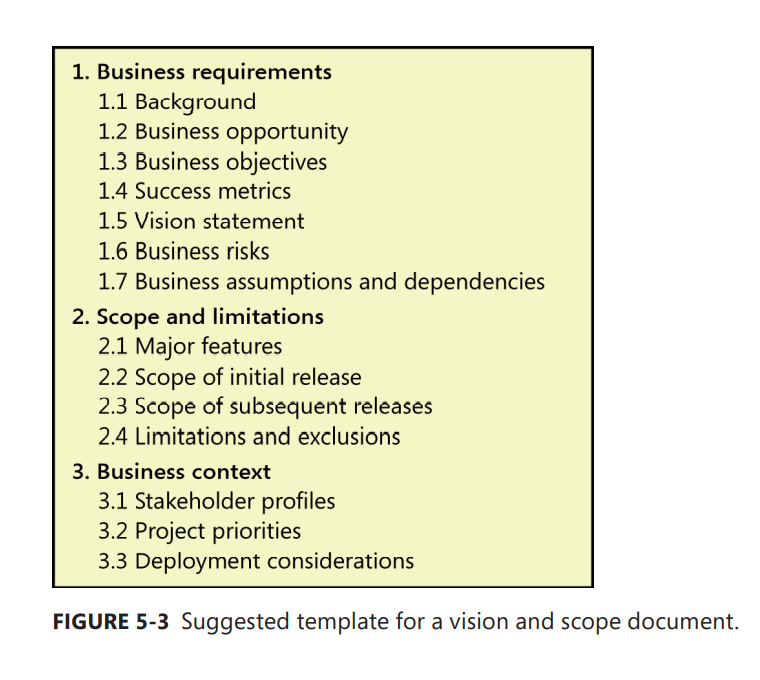 1. Business requirements
1.1 Background
1.2 Business opportunity
1.3 Business objectives
1.4 Success metrics
1.5 Vision statement
1.6 Business risks
1.7 Business assumptions and dependencies
2. Scope and limitations
2.1 Major features
2.2 Scope of initial release
2.3 Scope of subsequent releases
2.4 Limitations and exclusions
3. Business context
3.1 Stakeholder profiles
3.2 Project priorities
3.3 Deployment considerations
FIGURE 5-3 Suggested template for a vision and scope document.